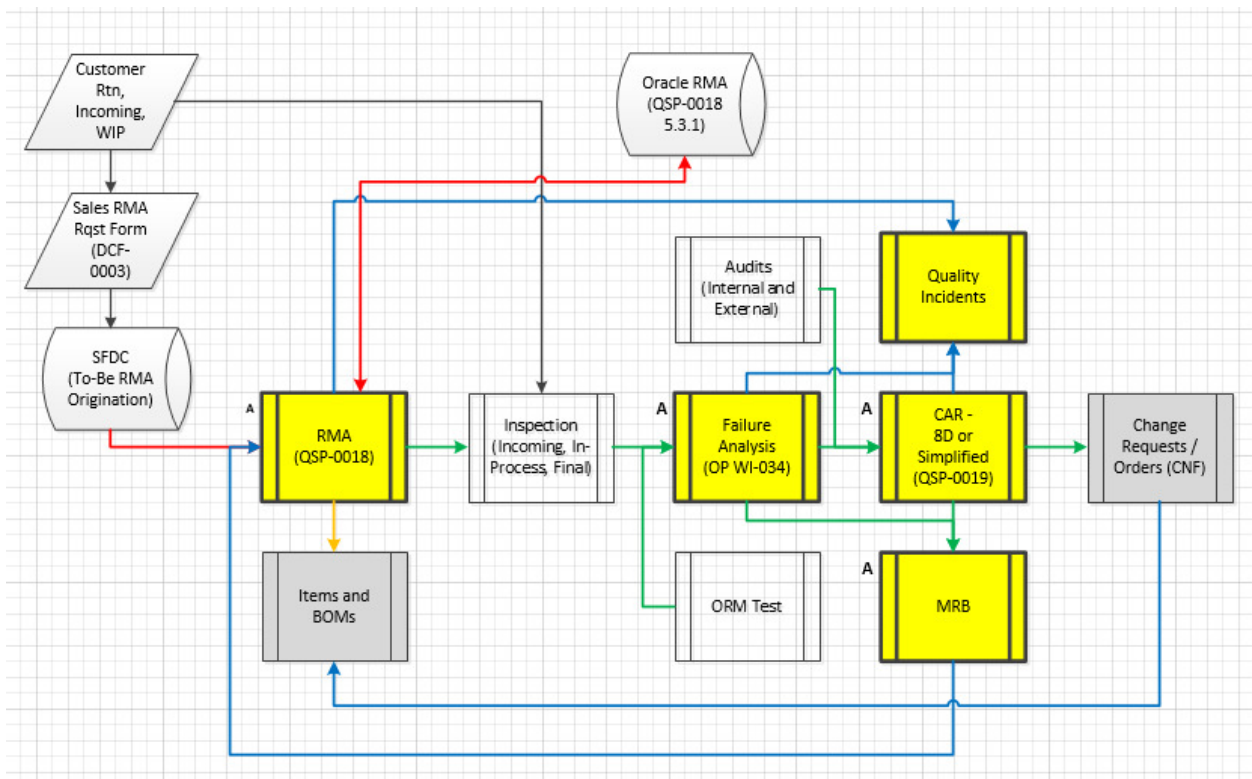 Customer
Rtn,
Incoming,
WIP
Oracle RMA
(QSP-0018
5.3.1)
Sales RMA
Rqst Form
(DCF-
0003)
Audits
(Internal and
External)
Quality
Incidents
SFDC
(To-Be RMA
Origination)
A
RMA
(QSP-0018)
Inspection
(Incoming, In-
Process, Final)
A
Failure
Analysis
(OP WI-034)
A
CAR -
8D or
Simplified
(QSP-0019)
Change
Requests /
Orders (CNF)
Items and
BOMs
ORM Test
A
MRB